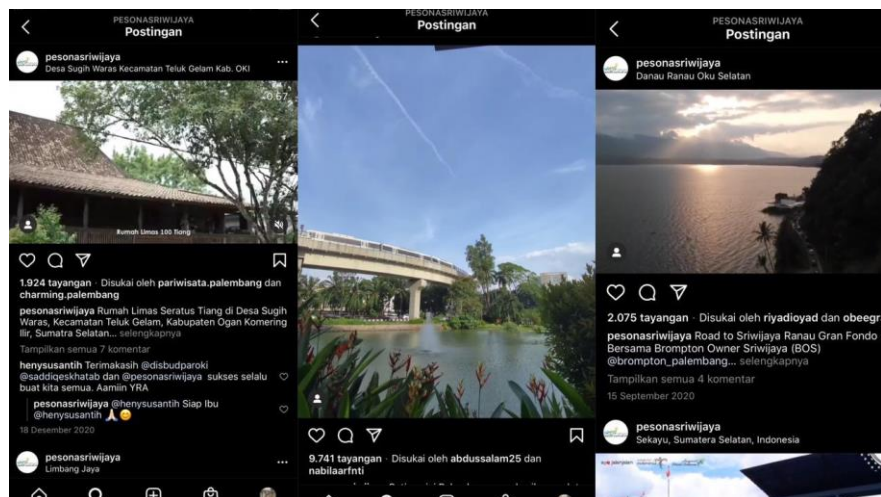 PESONASRIWIJAYA
Postingan
pesonasriwijaya
Desa Sugih Waras Kecamatan Teluk Gelam Kab. OKI
Rumah Limas 100 Tiang
1.924 tayangan · Disukai oleh pariwisata.palembang dan
charming.palembang
pesonasriwijaya Rumah Limas Seratus Tiang di Desa Sugih
Waras, Kecamatan Teluk Gelam, Kabupaten Ogan Komering
Ilir, Sumatra Selatan... selengkapnya
Tampilkan semua 7 komentar
henysusantih Terimakasih @disbudparoki
@saddiqeskhatab dan @pesonasriwijaya sukses selalu
buat kita semua. Aamiin YRA
pesonasriwijaya @henysusantih Siap Ibu
@henysusantih 🙏😊
18 Desember 2020
pesonasriwijaya
Limbang Jaya
PESONASRIWIJAYA
Postingan
9.741 tayangan · Disukai oleh abdussalam25 dan
nabilaarfnti
PESONASRIWIJAYA
Postingan
pesonasriwijaya
Danau Ranau Oku Selatan
2.075 tayangan · Disukai oleh riyadioyad dan obeegr
pesonasriwijaya Road to Sriwijaya Ranau Gran Fondo
Bersama Brompton Owner Sriwijaya (BOS)
@brompton_palembang... selengkapnya
Tampilkan semua 4 komentar
15 September 2020
pesonasriwijaya
Sekayu, Sumatera Selatan, Indonesia